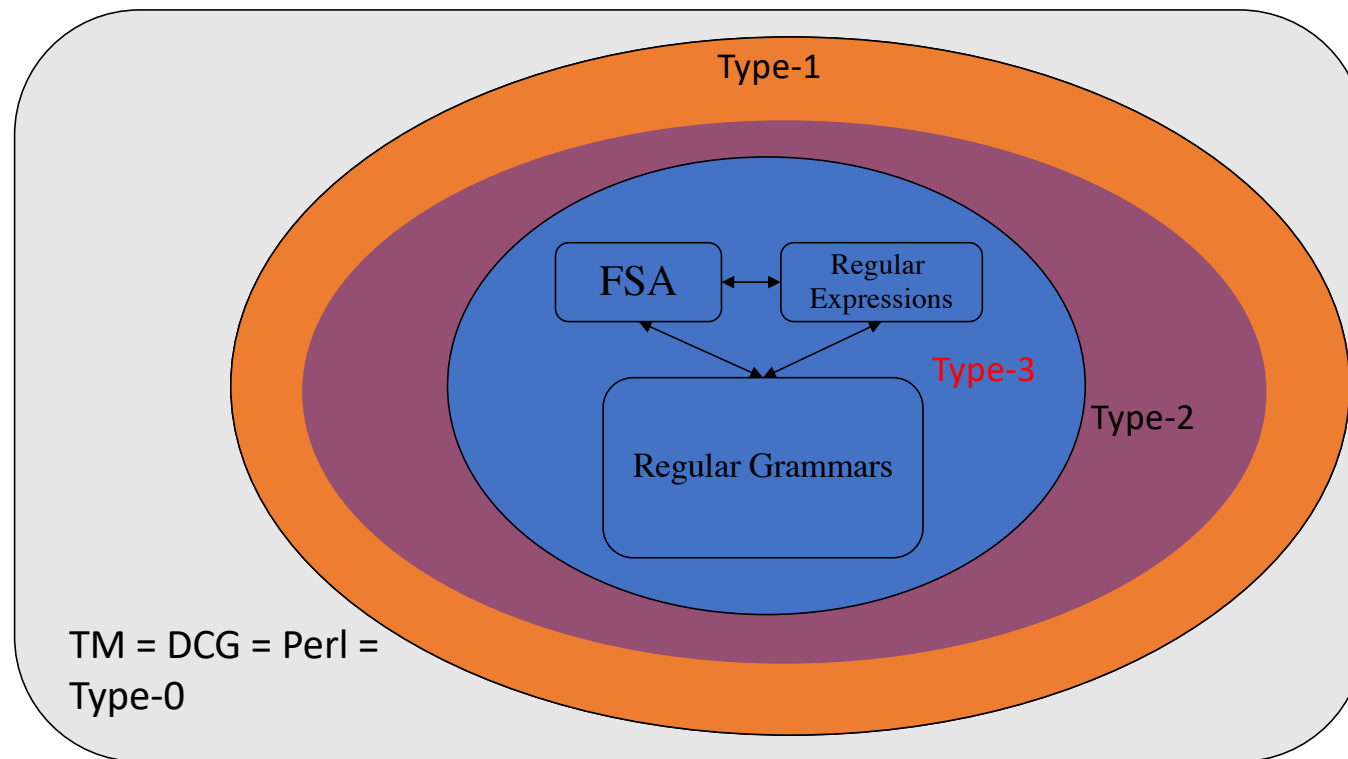 Type-1
FSA
Regular
Expressions
Type-3
Type-2
Regular Grammars
TM = DCG = Perl =
Type-0